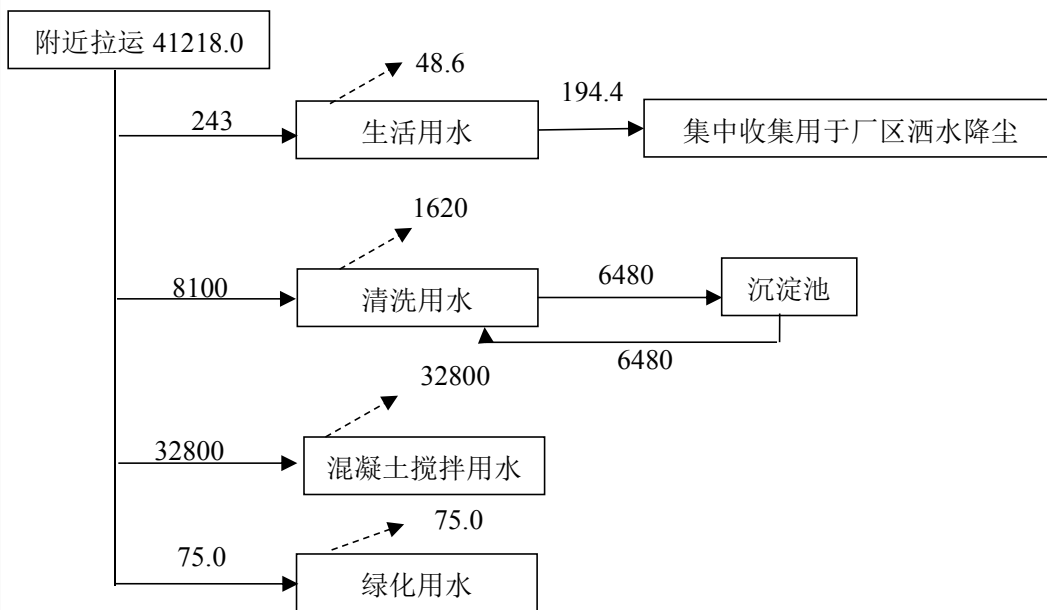 附近拉运 41218.0
48.6
243
生活用水
194.4
集中收集用于厂区洒水降尘
1620
8100
清洗用水
6480
沉淀池
6480
32800
32800
混凝土搅拌用水
75.0
75.0
绿化用水